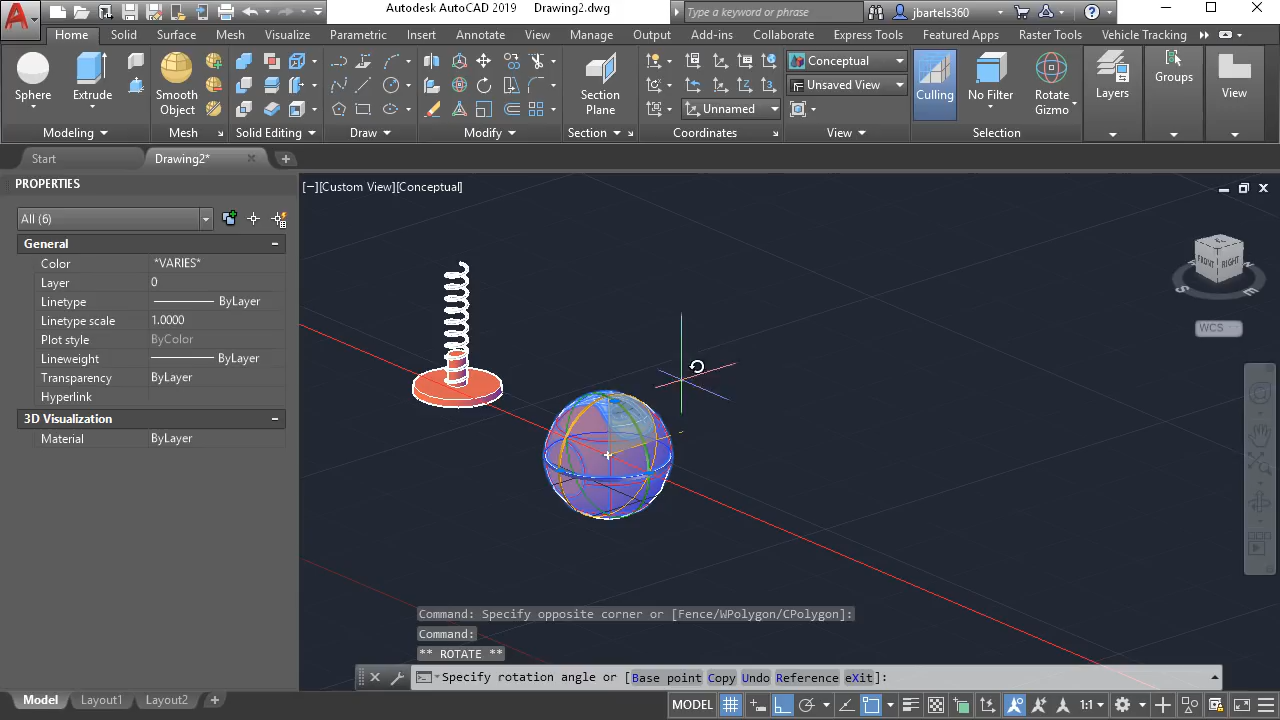 Autodesk AutoCAD 2019 Drawing2.dwg
Type a keyword or phrase
jbartels360
Home Solid Surface Mesh Visualize Parametric Insert Annotate View Manage Output Add-ins Collaborate Express Tools Featured Apps Raster Tools Vehicle Tracking
Conceptual
Unsaved View
Unnamed
Sphere Extrude Smooth Object Section Plane Culling No Filter Rotate Gizmo Layers Groups View
Modeling Mesh Solid Editing Draw Modify Section Coordinates View Selection
Start Drawing2*
PROPERTIES
[−][Custom View][Conceptual]
All (6)
General
Color *VARIES*
Layer 0
Linetype ByLayer
Linetype scale 1.0000
Plot style ByColor
Lineweight ByLayer
Transparency ByLayer
Hyperlink
3D Visualization
Material ByLayer
FRONT RIGHT
S E
WCS
Command: Specify opposite corner or [Fence/WPolygon/CPolygon]:
Command:
** ROTATE **
Specify rotation angle or [Base point Copy Undo Reference eXit]:
Model Layout1 Layout2
MODEL 1:1